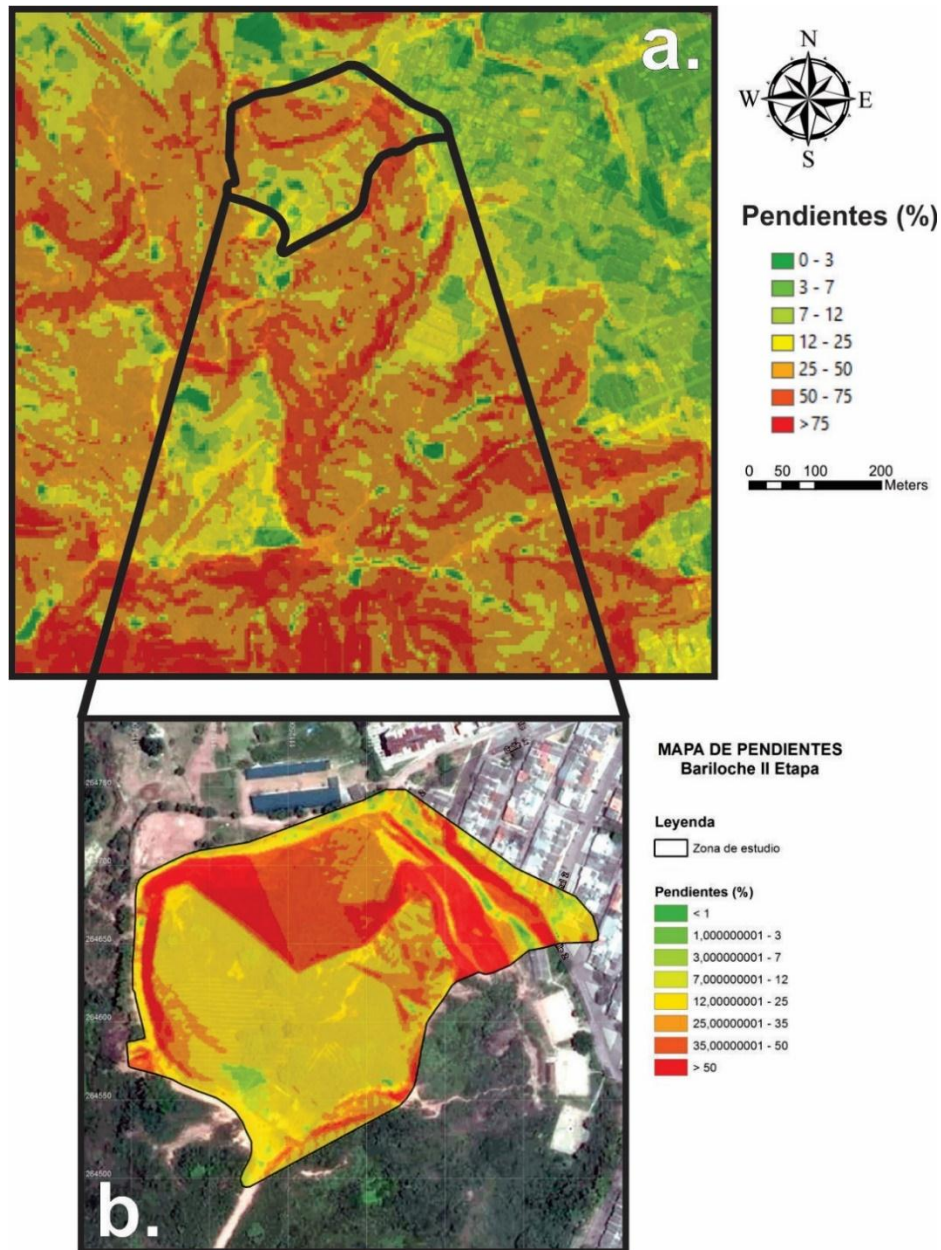 a.
N
W E
S
Pendientes (%)
0 - 3
3 - 7
7 - 12
12 - 25
25 - 50
50 - 75
>75
0 50 100 200
Meters
MAPA DE PENDIENTES
Bariloche II Etapa
Leyenda
Zona de estudio
Pendientes (%)
< 1
1,000000001 - 3
3,000000001 - 7
7,000000001 - 12
12,00000001 - 25
25,00000001 - 35
35,00000001 - 50
> 50
264750
264700
264650
264600
264550
264500
b.